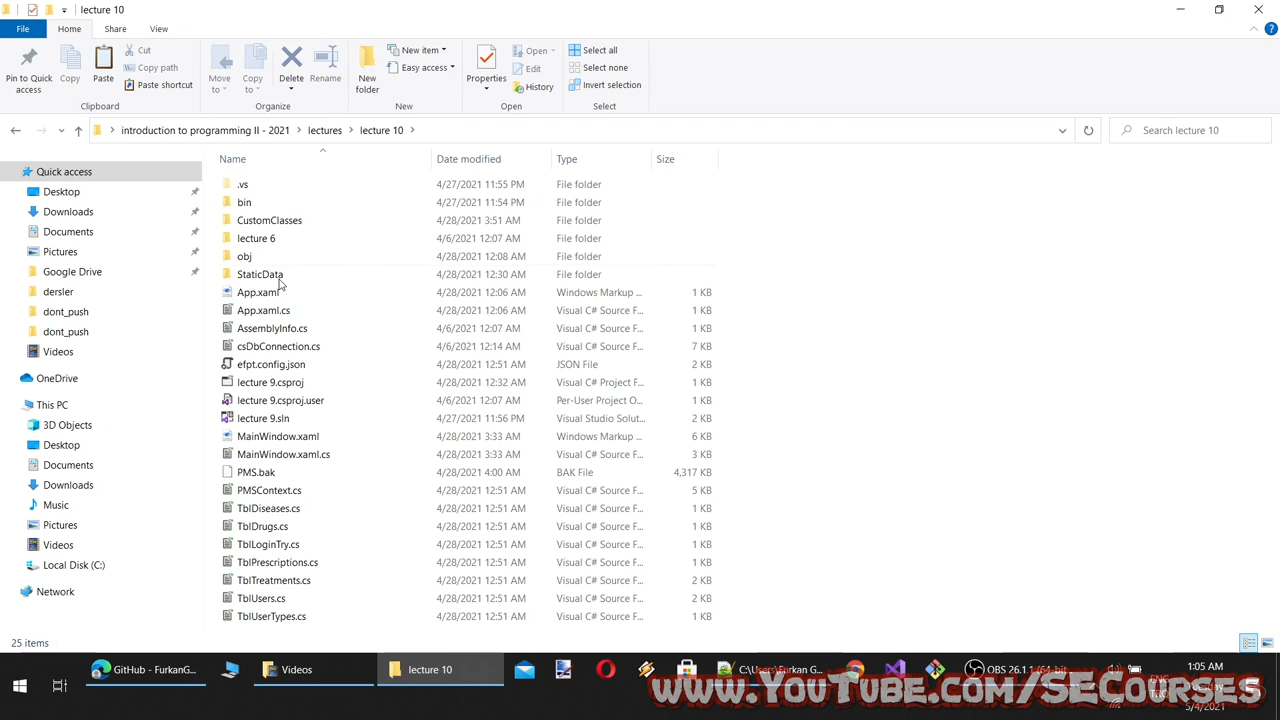 lecture 10
File Home Share View
Pin to Quick access
Copy
Paste
Cut
Copy path
Paste shortcut
Clipboard
Move to
Copy to
Delete
Rename
Organize
New folder
New item
Easy access
New
Properties
Open
Edit
History
Open
Select all
Select none
Invert selection
Select
introduction to programming II - 2021 > lectures > lecture 10 >
Search lecture 10
Quick access
Desktop
Downloads
Documents
Pictures
Google Drive
dersler
dont_push
dont_push
Videos
OneDrive
This PC
3D Objects
Desktop
Documents
Downloads
Music
Pictures
Videos
Local Disk (C:)
Network
Name Date modified Type Size
.vs 4/27/2021 11:55 PM File folder
bin 4/27/2021 11:54 PM File folder
CustomClasses 4/28/2021 3:51 AM File folder
lecture 6 4/6/2021 12:07 AM File folder
obj 4/28/2021 12:08 AM File folder
StaticData 4/28/2021 12:30 AM File folder
App.xaml 4/28/2021 12:06 AM Windows Markup ... 1 KB
App.xaml.cs 4/28/2021 12:06 AM Visual C# Source F... 1 KB
AssemblyInfo.cs 4/6/2021 12:07 AM Visual C# Source F... 1 KB
csDbConnection.cs 4/6/2021 12:14 AM Visual C# Source F... 7 KB
efpt.config.json 4/28/2021 12:51 AM JSON File 2 KB
lecture 9.csproj 4/28/2021 12:32 AM Visual C# Project F... 1 KB
lecture 9.csproj.user 4/6/2021 12:07 AM Per-User Project O... 1 KB
lecture 9.sln 4/27/2021 11:56 PM Visual Studio Solut... 2 KB
MainWindow.xaml 4/28/2021 3:33 AM Windows Markup ... 6 KB
MainWindow.xaml.cs 4/28/2021 3:33 AM Visual C# Source F... 3 KB
PMS.bak 4/28/2021 4:00 AM BAK File 4,317 KB
PMSContext.cs 4/28/2021 12:51 AM Visual C# Source F... 5 KB
TblDiseases.cs 4/28/2021 12:51 AM Visual C# Source F... 1 KB
TblDrugs.cs 4/28/2021 12:51 AM Visual C# Source F... 1 KB
TblLoginTry.cs 4/28/2021 12:51 AM Visual C# Source F... 1 KB
TblPrescriptions.cs 4/28/2021 12:51 AM Visual C# Source F... 1 KB
TblTreatments.cs 4/28/2021 12:51 AM Visual C# Source F... 2 KB
TblUsers.cs 4/28/2021 12:51 AM Visual C# Source F... 2 KB
TblUserTypes.cs 4/28/2021 12:51 AM Visual C# Source F... 1 KB
25 items
GitHub - FurkanG...
Videos
lecture 10
C:\Users\Furkan G...
OBS 26.1.1 (64-bit...
1:05 AM
5/4/2021
www.YouTube.com/SECourses